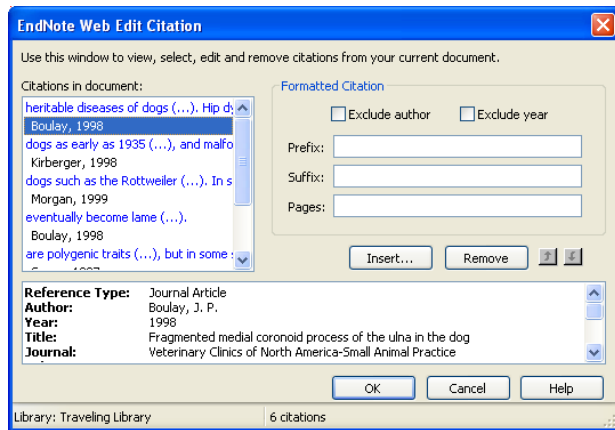 EndNote Web Edit Citation
Use this window to view, select, edit and remove citations from your current document.
Citations in document:
heritable diseases of dogs (...). Hip dy
Boulay, 1998
dogs as early as 1935 (...), and malfo
Kirberger, 1998
dogs such as the Rottweiler (...). In s
Morgan, 1999
eventually become lame (...).
Boulay, 1998
are polygenic traits (...), but in some s
Formatted Citation
Exclude author Exclude year
Prefix:
Suffix:
Pages:
Insert... Remove
Reference Type: Journal Article
Author: Boulay, J. P.
Year: 1998
Title: Fragmented medial coronoid process of the ulna in the dog
Journal: Veterinary Clinics of North America-Small Animal Practice
OK Cancel Help
Library: Traveling Library 6 citations